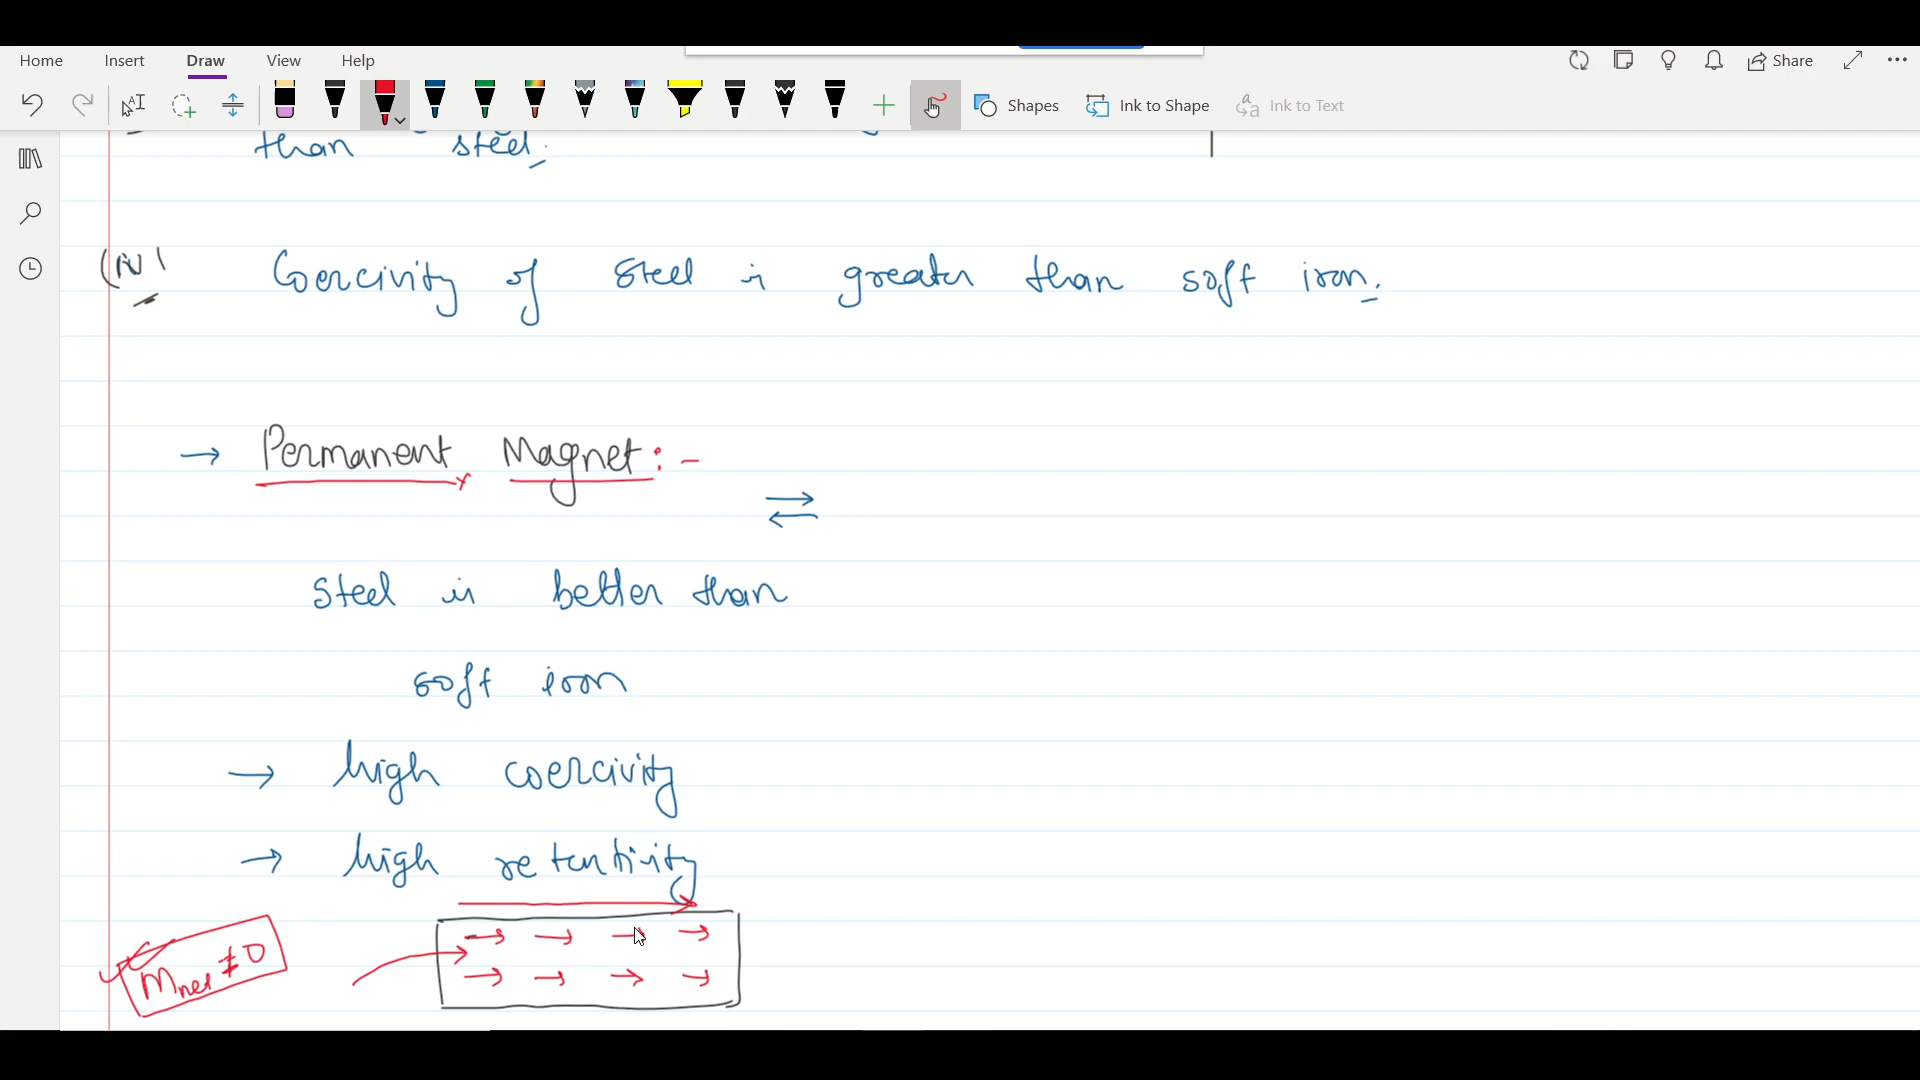 Home Insert Draw View Help Share
Shapes Ink to Shape Ink to Text
than steel.
(iv) Coercivity of steel is greater than soft iron.
→ Permanent Magnet :-
⇄
steel is better than
soft iron
→ high coercivity
→ high retentivity
Mnet ≠ 0